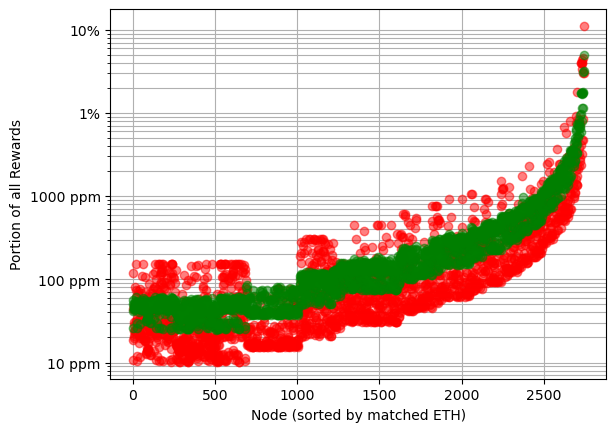 10%
1%
1000 ppm
100 ppm
10 ppm
Portion of all Rewards
0
500
1000
1500
2000
2500
Node (sorted by matched ETH)